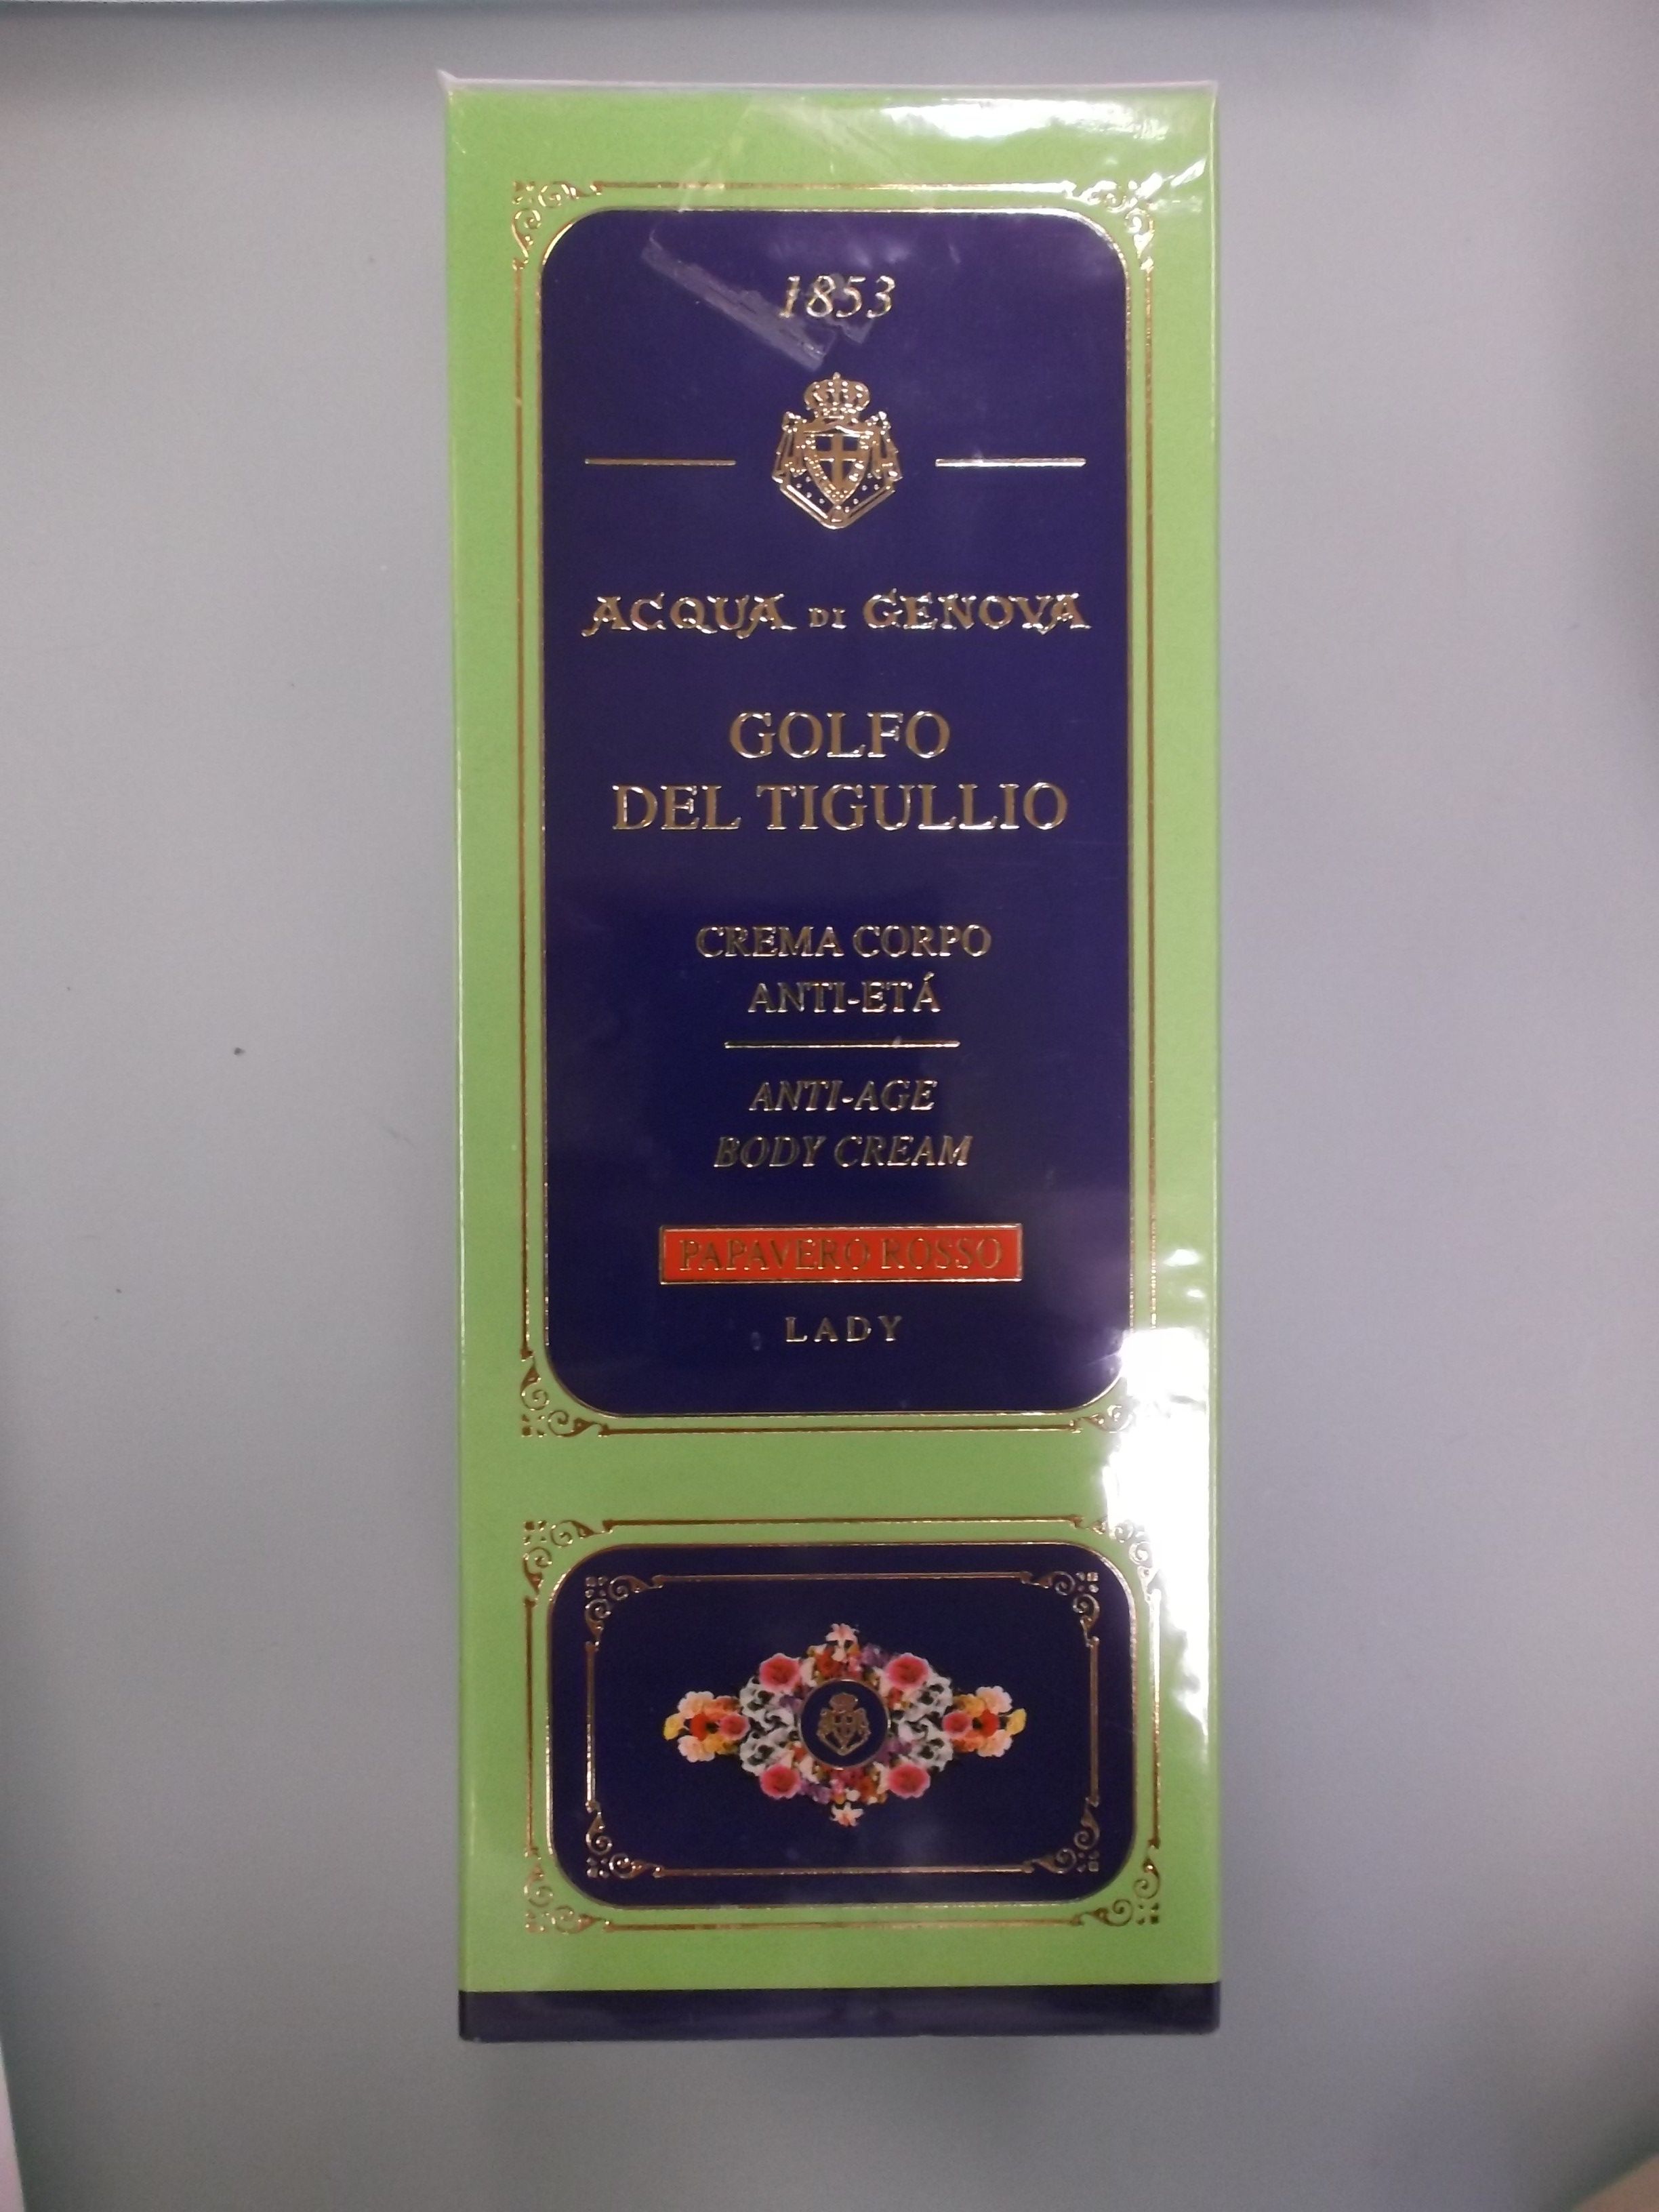 1853
ACQUA DI GENOVA
GOLFO
DEL TIGULLIO
CREMA CORPO
ANTI-ETÁ
ANTI-AGE
BODY CREAM
PAPAVERO ROSSO
LADY